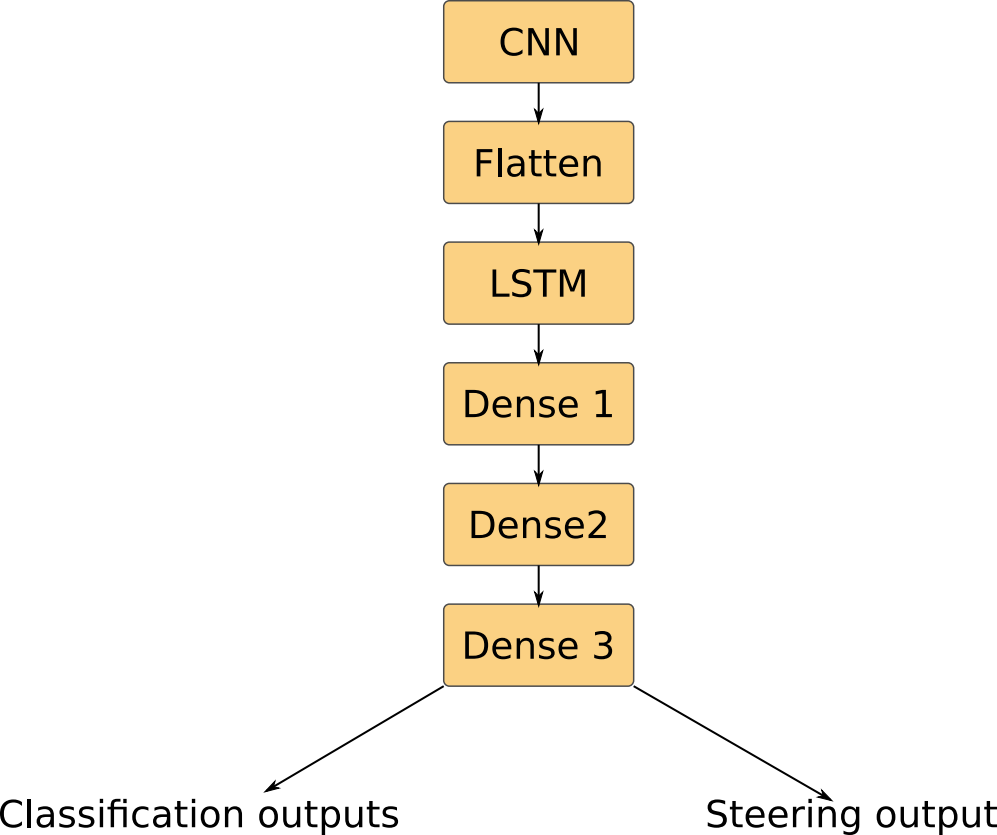 CNN
Flatten
LSTM
Dense 1
Dense2
Dense 3
Classification outputs
Steering output